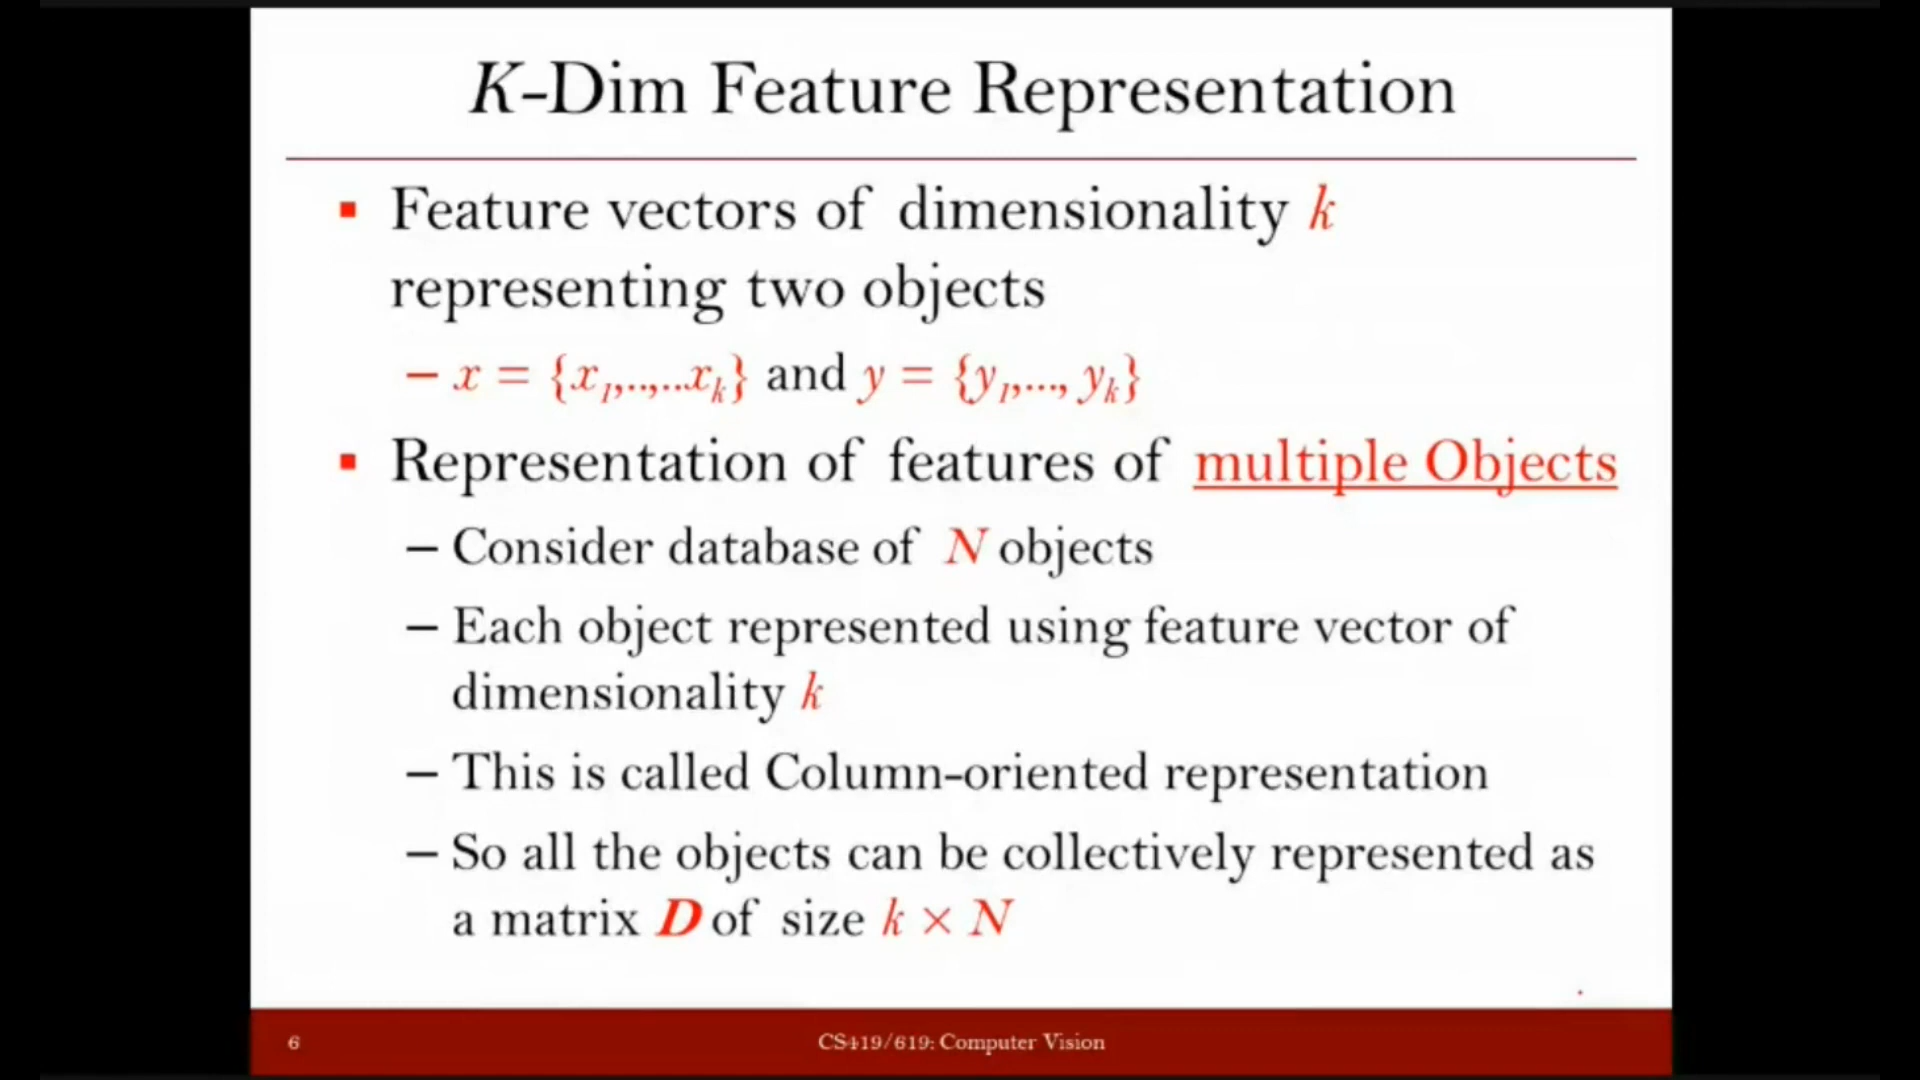 K-Dim Feature Representation
▪ Feature vectors of dimensionality k
representing two objects
– x = {x₁,..,..xₖ} and y = {y₁,..., yₖ}
▪ Representation of features of multiple Objects
– Consider database of N objects
– Each object represented using feature vector of
dimensionality k
– This is called Column-oriented representation
– So all the objects can be collectively represented as
a matrix D of size k × N
6 CS419/619: Computer Vision